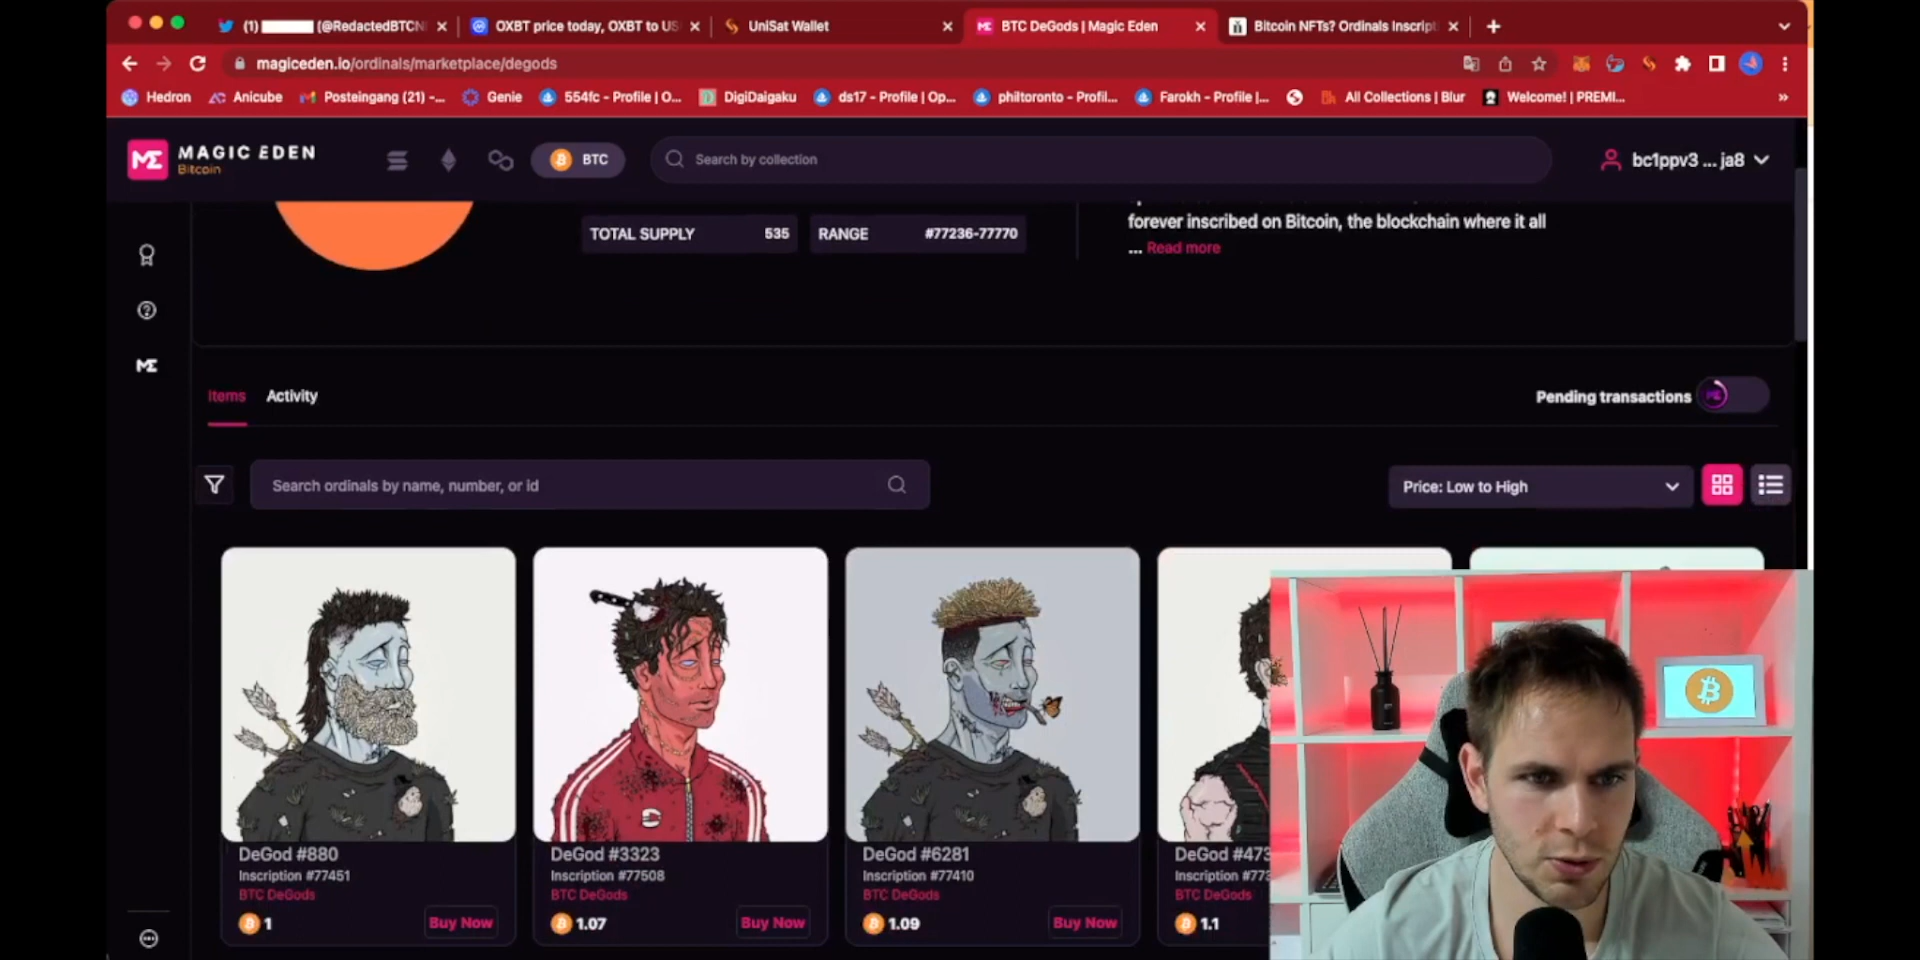 (1) (@RedactedBTCNI
OXBT price today, OXBT to US
UniSat Wallet
BTC DeGods | Magic Eden
Bitcoin NFTs? Ordinals Inscript
magiceden.io/ordinals/marketplace/degods
Hedron
Anicube
Posteingang (21) -...
Genie
554fc - Profile | O...
DigiDaigaku
ds17 - Profile | Op...
philtoronto - Profil...
Farokh - Profile |...
All Collections | Blur
Welcome! | PREMI...
»
MAGIC EDEN
Bitcoin
BTC
Search by collection
bc1ppv3 ... ja8
TOTAL SUPPLY 535
RANGE #77236-77770
forever inscribed on Bitcoin, the blockchain where it all
... Read more
Items
Activity
Pending transactions
Search ordinals by name, number, or id
Price: Low to High
DeGod #880
Inscription #77451
BTC DeGods
1
Buy Now
DeGod #3323
Inscription #77508
BTC DeGods
1.07
Buy Now
DeGod #6281
Inscription #77410
BTC DeGods
1.09
Buy Now
DeGod #473
Inscription #773
BTC DeGods
1.1